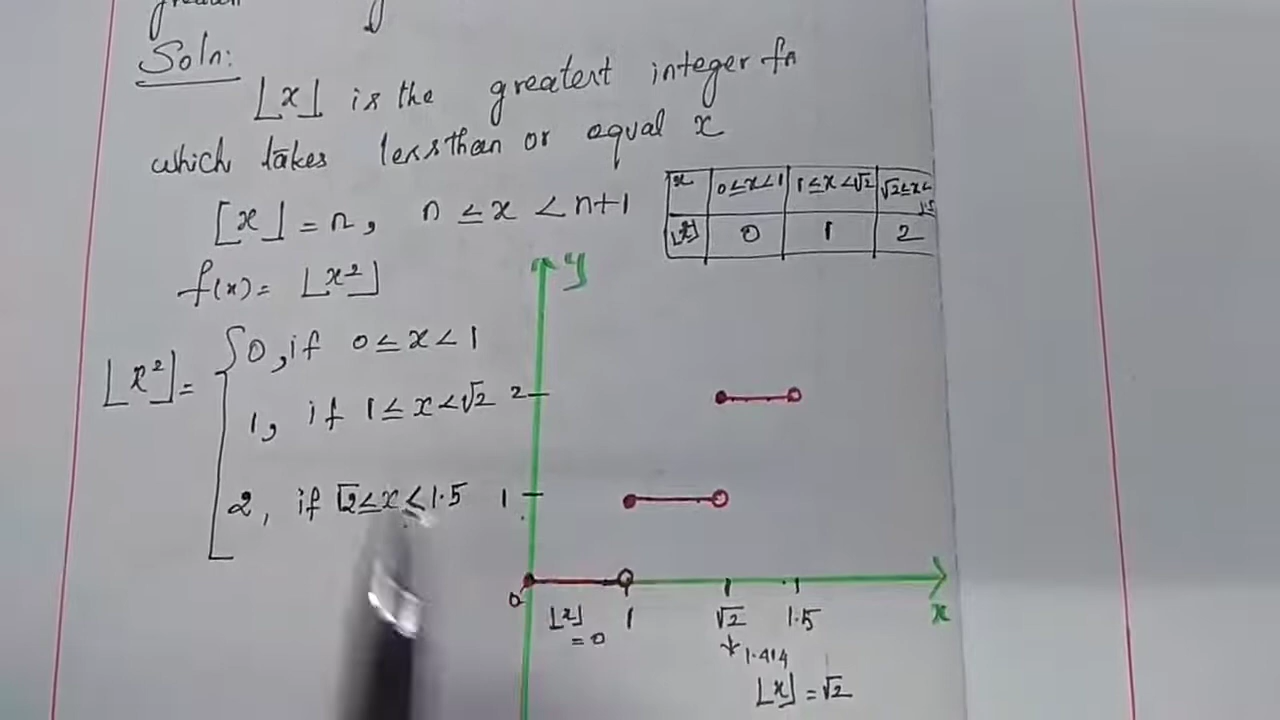 Soln:
⌊x⌋ is the greatest integer fn
which takes less than or equal x
⌊x⌋ = n, n ≤ x < n+1
x | 0≤x<1 | 1≤x<√2 | √2≤x<
⌊x²⌋ | 0 | 1 | 2
f(x) = ⌊x²⌋
⌊x²⌋ =
0, if 0≤x<1
1, if 1≤x<√2
2, if √2≤x≤1.5
y
2
1
0
⌊x⌋
= 0
1
√2
1.5
x
1.414
⌊x⌋ = √2